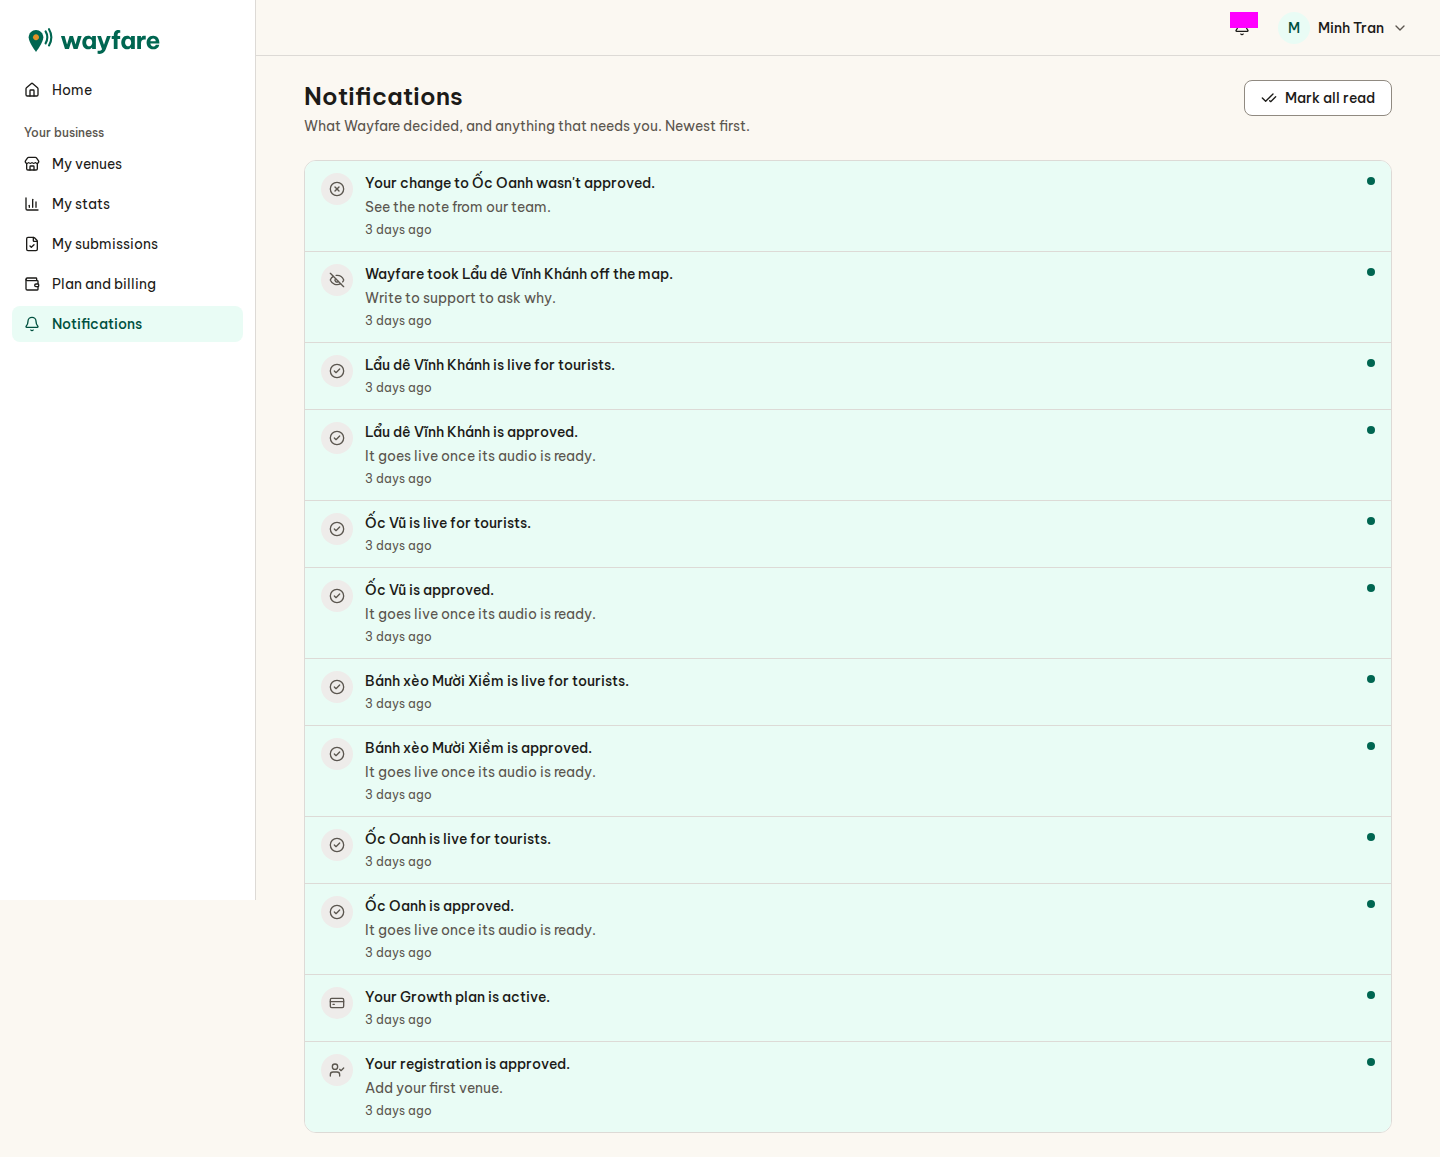 wayfare
Home
Your business
My venues
My stats
My submissions
Plan and billing
Notifications
M
Minh Tran
Notifications
What Wayfare decided, and anything that needs you. Newest first.
Mark all read
Your change to Ốc Oanh wasn't approved.
See the note from our team.
3 days ago
Wayfare took Lẩu dê Vĩnh Khánh off the map.
Write to support to ask why.
3 days ago
Lẩu dê Vĩnh Khánh is live for tourists.
3 days ago
Lẩu dê Vĩnh Khánh is approved.
It goes live once its audio is ready.
3 days ago
Ốc Vũ is live for tourists.
3 days ago
Ốc Vũ is approved.
It goes live once its audio is ready.
3 days ago
Bánh xèo Mười Xiềm is live for tourists.
3 days ago
Bánh xèo Mười Xiềm is approved.
It goes live once its audio is ready.
3 days ago
Ốc Oanh is live for tourists.
3 days ago
Ốc Oanh is approved.
It goes live once its audio is ready.
3 days ago
Your Growth plan is active.
3 days ago
Your registration is approved.
Add your first venue.
3 days ago